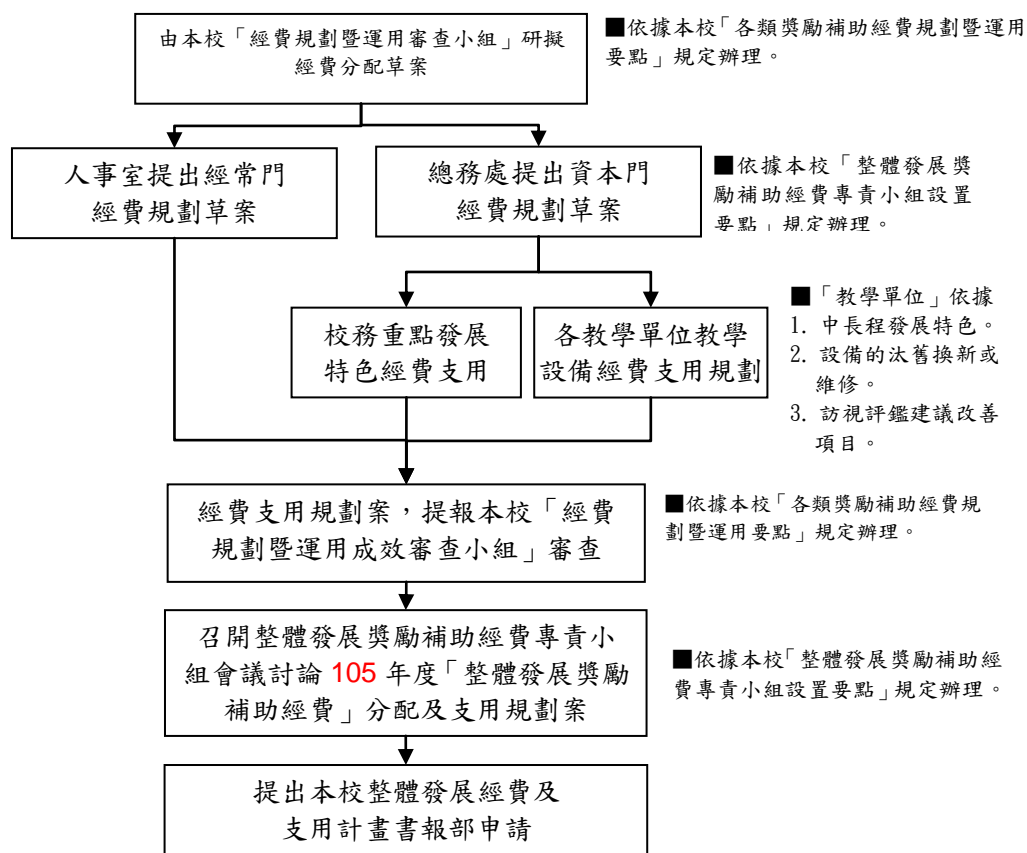 由本校「經費規劃暨運用審查小組」研擬
經費分配草案
■依據本校「各類獎勵補助經費規劃暨運用
要點」規定辦理。
人事室提出經常門
經費規劃草案
總務處提出資本門
經費規劃草案
■依據本校「整體發展獎
勵補助經費專責小組設置
要點」規定辦理。
校務重點發展
特色經費支用
各教學單位教學
設備經費支用規劃
■「教學單位」依據
1. 中長程發展特色。
2. 設備的汰舊換新或
維修。
3. 訪視評鑑建議改善
項目。
經費支用規劃案，提報本校「經費
規劃暨運用成效審查小組」審查
■依據本校「各類獎勵補助經費規
劃暨運用要點」規定辦理。
召開整體發展獎勵補助經費專責小
組會議討論 105 年度「整體發展獎勵
補助經費」分配及支用規劃案
■依據本校「整體發展獎勵補助經
費專責小組設置要點」規定辦理。
提出本校整體發展經費及
支用計畫書報部申請